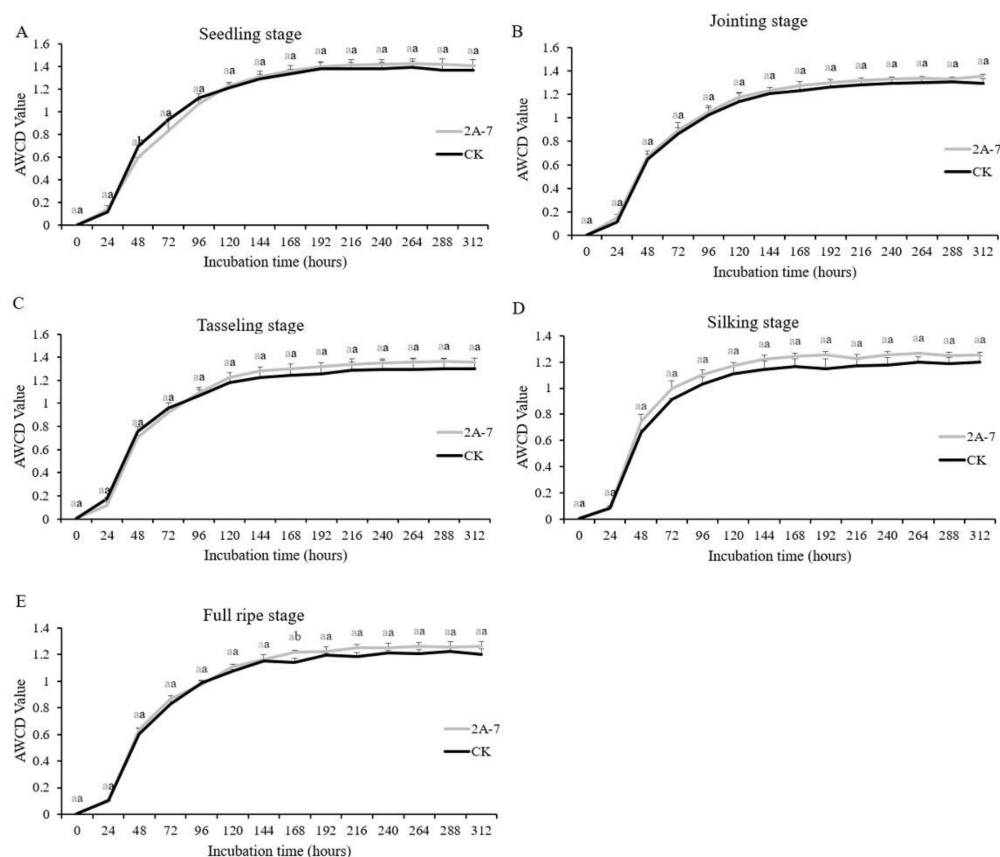 A
Seedling stage
AWCD Value
1.6
1.4
1.2
1
0.8
0.6
0.4
0.2
0
aa aa ab aa aa aa aa aa aa aa aa aa aa aa
2A-7
CK
0 24 48 72 96 120 144 168 192 216 240 264 288 312
Incubation time (hours)
B
Jointing stage
AWCD Value
1.6
1.4
1.2
1
0.8
0.6
0.4
0.2
0
aa aa aa aa aa aa aa aa aa aa aa aa aa aa
2A-7
CK
0 24 48 72 96 120 144 168 192 216 240 264 288 312
Incubation time (hours)
C
Tasseling stage
AWCD Value
1.6
1.4
1.2
1
0.8
0.6
0.4
0.2
0
aa aa aa aa aa aa aa aa aa aa aa aa aa aa
2A-7
CK
0 24 48 72 96 120 144 168 192 216 240 264 288 312
Incubation time (hours)
D
Silking stage
AWCD Value
1.4
1.2
1
0.8
0.6
0.4
0.2
0
aa aa aa aa aa aa aa aa aa aa aa aa aa aa
2A-7
CK
0 24 48 72 96 120 144 168 192 216 240 264 288 312
Incubation time (hours)
E
Full ripe stage
AWCD Value
1.4
1.2
1
0.8
0.6
0.4
0.2
0
aa aa aa aa aa aa aa ab aa aa aa aa aa aa
2A-7
CK
0 24 48 72 96 120 144 168 192 216 240 264 288 312
Incubation time (hours)